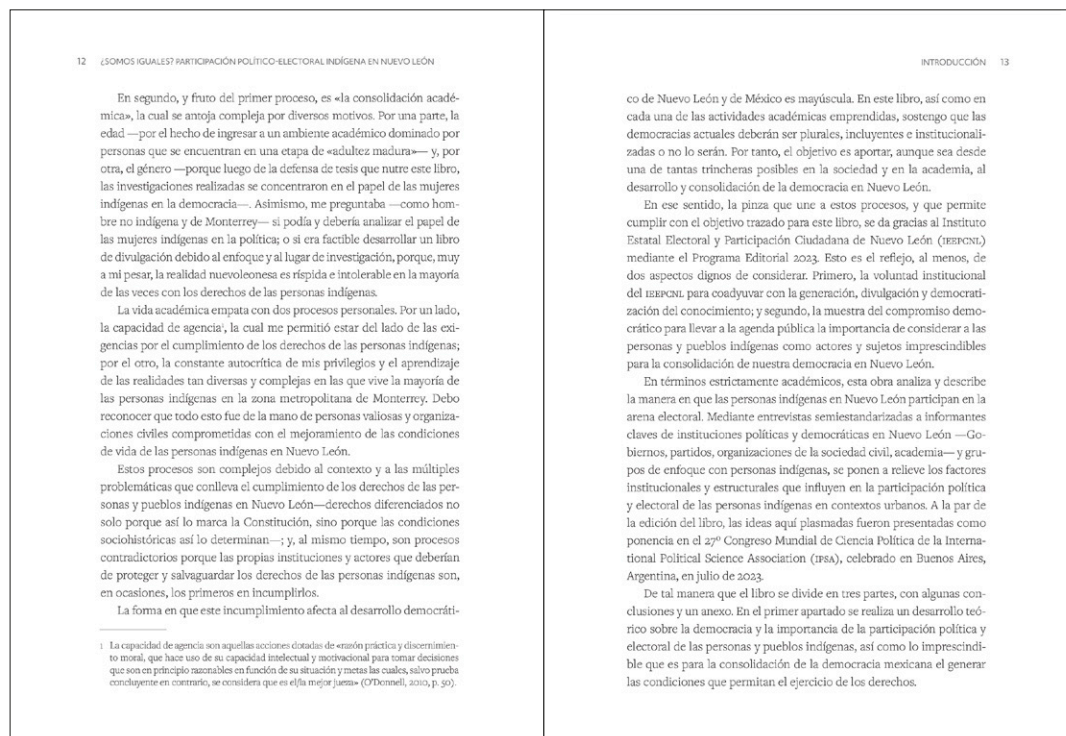 12 ¿SOMOS IGUALES? PARTICIPACIÓN POLÍTICO-ELECTORAL INDÍGENA EN NUEVO LEÓN
En segundo, y fruto del primer proceso, es «la consolidación acadé-
mica», la cual se antoja compleja por diversos motivos. Por una parte, la
edad —por el hecho de ingresar a un ambiente académico dominado por
personas que se encuentran en una etapa de «adultez madura»— y, por
otra, el género —porque luego de la defensa de tesis que nutre este libro,
las investigaciones realizadas se concentraron en el papel de las mujeres
indígenas en la democracia—. Asimismo, me preguntaba —como hom-
bre no indígena y de Monterrey— si podía y debería analizar el papel de
las mujeres indígenas en la política; o si era factible desarrollar un libro
de divulgación debido al enfoque y al lugar de investigación, porque, muy
a mi pesar, la realidad nuevoleonesa es ríspida e intolerable en la mayoría
de las veces con los derechos de las personas indígenas.
La vida académica empata con dos procesos personales. Por un lado,
la capacidad de agencia¹, la cual me permitió estar del lado de las exi-
gencias por el cumplimiento de los derechos de las personas indígenas;
por el otro, la constante autocrítica de mis privilegios y el aprendizaje
de las realidades tan diversas y complejas en las que vive la mayoría de
las personas indígenas en la zona metropolitana de Monterrey. Debo
reconocer que todo esto fue de la mano de personas valiosas y organiza-
ciones civiles comprometidas con el mejoramiento de las condiciones
de vida de las personas indígenas en Nuevo León.
Estos procesos son complejos debido al contexto y a las múltiples
problemáticas que conlleva el cumplimiento de los derechos de las per-
sonas y pueblos indígenas en Nuevo León—derechos diferenciados no
solo porque así lo marca la Constitución, sino porque las condiciones
sociohistóricas así lo determinan—; y, al mismo tiempo, son procesos
contradictorios porque las propias instituciones y actores que deberían
de proteger y salvaguardar los derechos de las personas indígenas son,
en ocasiones, los primeros en incumplirlos.
La forma en que este incumplimiento afecta al desarrollo democráti-
1 La capacidad de agencia son aquellas acciones dotadas de «razón práctica y discernimien-
to moral, que hace uso de su capacidad intelectual y motivacional para tomar decisiones
que son en principio razonables en función de su situación y metas las cuales, salvo prueba
concluyente en contrario, se considera que es el/la mejor juez» (O'Donnell, 2010, p. 50).
INTRODUCCIÓN 13
co de Nuevo León y de México es mayúscula. En este libro, así como en
cada una de las actividades académicas emprendidas, sostengo que las
democracias actuales deberán ser plurales, incluyentes e institucionali-
zadas o no lo serán. Por tanto, el objetivo es aportar, aunque sea desde
una de tantas trincheras posibles en la sociedad y en la academia, al
desarrollo y consolidación de la democracia en Nuevo León.
En ese sentido, la pinza que une a estos procesos, y que permite
cumplir con el objetivo trazado para este libro, se da gracias al Instituto
Estatal Electoral y Participación Ciudadana de Nuevo León (IEEPCNL)
mediante el Programa Editorial 2023. Esto es el reflejo, al menos, de
dos aspectos dignos de considerar. Primero, la voluntad institucional
del IEEPCNL para coadyuvar con la generación, divulgación y democrati-
zación del conocimiento; y segundo, la muestra del compromiso demo-
crático para llevar a la agenda pública la importancia de considerar a las
personas y pueblos indígenas como actores y sujetos imprescindibles
para la consolidación de nuestra democracia en Nuevo León.
En términos estrictamente académicos, esta obra analiza y describe
la manera en que las personas indígenas en Nuevo León participan en la
arena electoral. Mediante entrevistas semiestandarizadas a informantes
claves de instituciones políticas y democráticas en Nuevo León —Go-
biernos, partidos, organizaciones de la sociedad civil, academia— y gru-
pos de enfoque con personas indígenas, se ponen a relieve los factores
institucionales y estructurales que influyen en la participación política
y electoral de las personas indígenas en contextos urbanos. A la par de
la edición del libro, las ideas aquí plasmadas fueron presentadas como
ponencia en el 27º Congreso Mundial de Ciencia Política de la Interna-
tional Political Science Association (IPSA), celebrado en Buenos Aires,
Argentina, en julio de 2023.
De tal manera que el libro se divide en tres partes, con algunas con-
clusiones y un anexo. En el primer apartado se realiza un desarrollo teó-
rico sobre la democracia y la importancia de la participación política y
electoral de las personas y pueblos indígenas, así como lo imprescindi-
ble que es para la consolidación de la democracia mexicana el generar
las condiciones que permitan el ejercicio de los derechos.